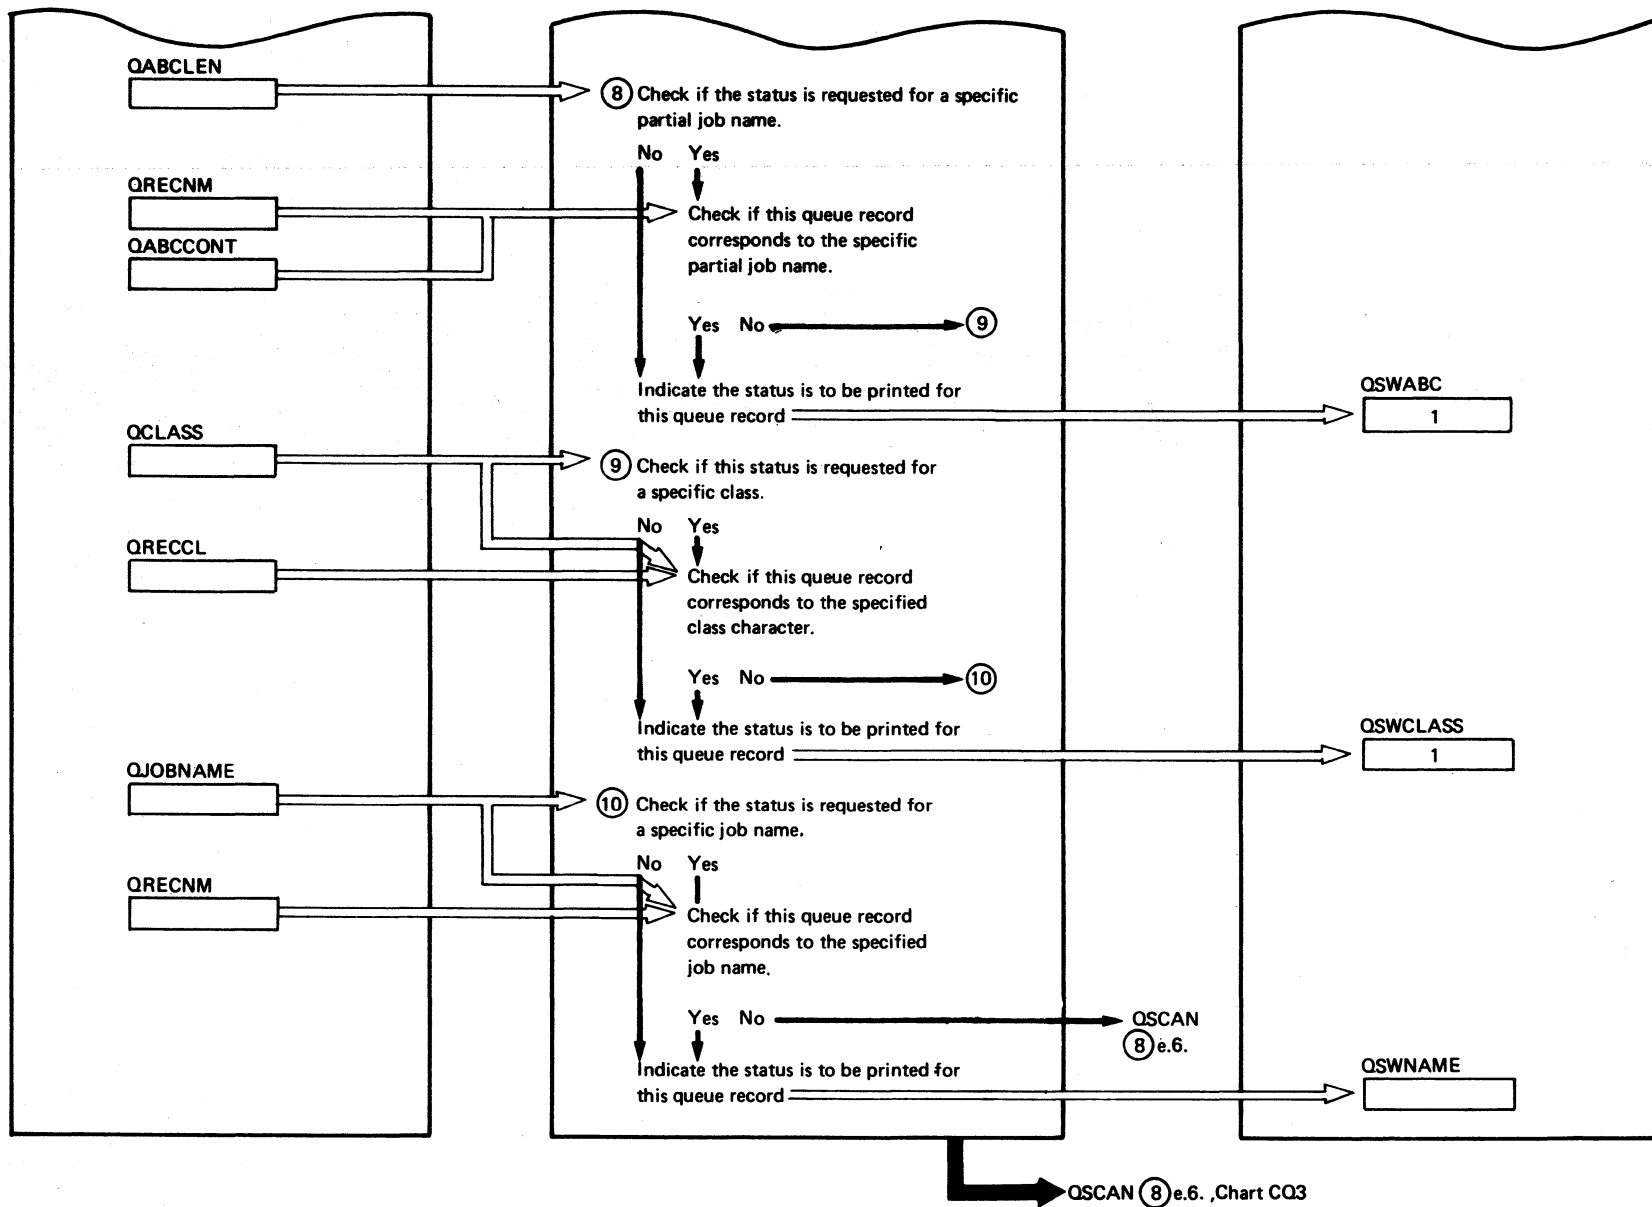 QABCLEN
⑧ Check if the status is requested for a specific
partial job name.
No Yes
QRECNM
Check if this queue record
corresponds to the specific
partial job name.
QABCCONT
Yes No ⑨
Indicate the status is to be printed for
this queue record
QSWABC
1
QCLASS
⑨ Check if this status is requested for
a specific class.
No Yes
QRECCL
Check if this queue record
corresponds to the specified
class character.
Yes No ⑩
Indicate the status is to be printed for
this queue record
QSWCLASS
1
QJOBNAME
⑩ Check if the status is requested for
a specific job name.
No Yes
QRECNM
Check if this queue record
corresponds to the specified
job name.
Yes No QSCAN
⑧ e.6.
Indicate the status is to be printed for
this queue record
QSWNAME
QSCAN ⑧ e.6. ,Chart CQ3